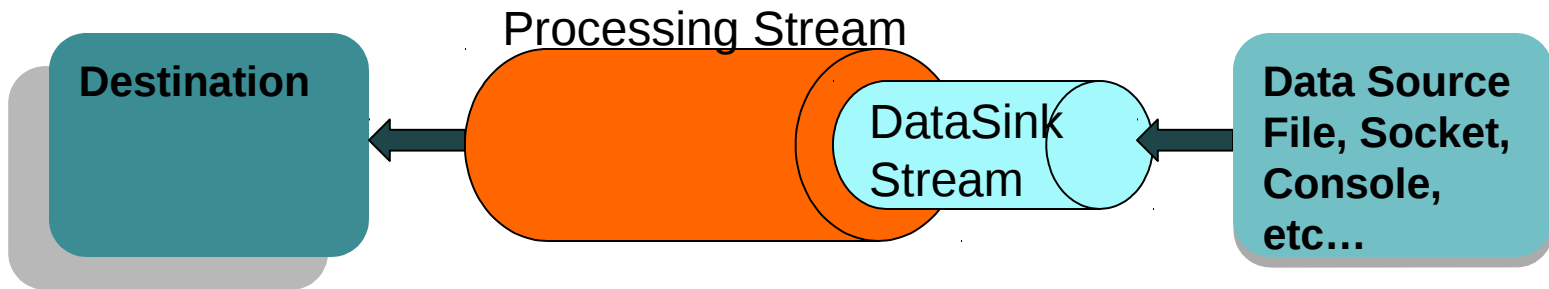 Processing Stream
Destination
DataSink
Stream
Data Source
File, Socket,
Console,
etc…